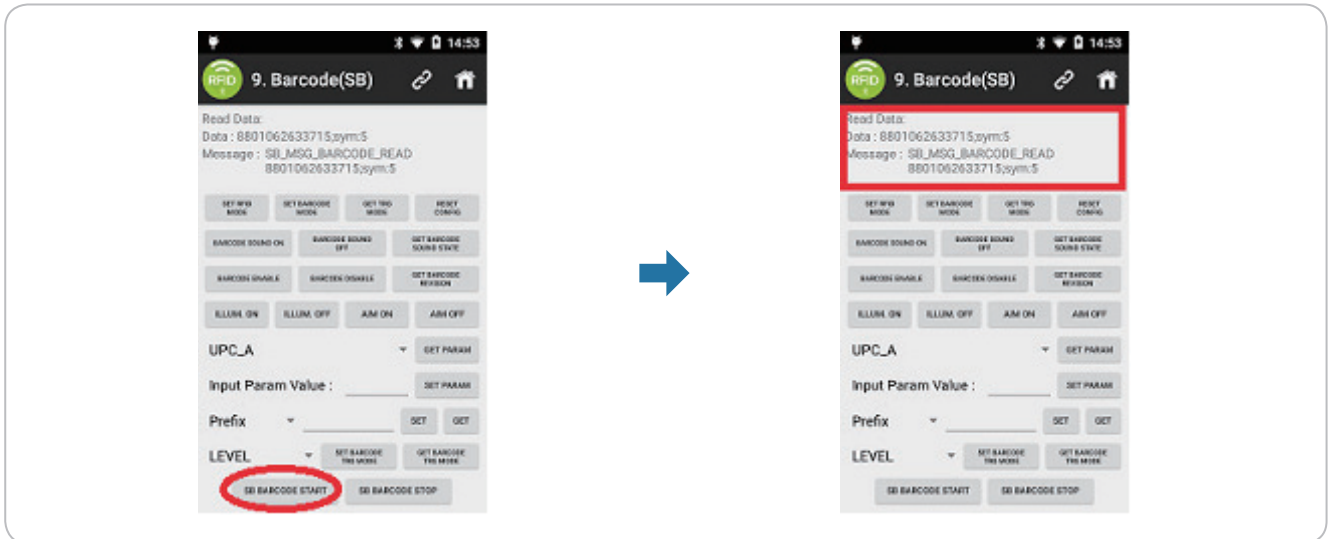 14:53
RFID 9. Barcode(SB)
Read Data:
Data : 8801062633715;sym:5
Message : SB_MSG_BARCODE_READ
8801062633715;sym:5
SET RFID MODE SET BARCODE MODE GET TRG MODE RESET CONFIG
BARCODE SOUND ON BARCODE SOUND OFF GET BARCODE SOUND STATE
BARCODE ENABLE BARCODE DISABLE GET BARCODE REVISION
ILLUM. ON ILLUM. OFF AIM ON AIM OFF
UPC_A GET PARAM
Input Param Value : SET PARAM
Prefix SET GET
LEVEL SET BARCODE TRG MODE GET BARCODE TRG MODE
SB BARCODE START SB BARCODE STOP
14:53
RFID 9. Barcode(SB)
Read Data:
Data : 8801062633715;sym:5
Message : SB_MSG_BARCODE_READ
8801062633715;sym:5
SET RFID MODE SET BARCODE MODE GET TRG MODE RESET CONFIG
BARCODE SOUND ON BARCODE SOUND OFF GET BARCODE SOUND STATE
BARCODE ENABLE BARCODE DISABLE GET BARCODE REVISION
ILLUM. ON ILLUM. OFF AIM ON AIM OFF
UPC_A GET PARAM
Input Param Value : SET PARAM
Prefix SET GET
LEVEL SET BARCODE TRG MODE GET BARCODE TRG MODE
SB BARCODE START SB BARCODE STOP